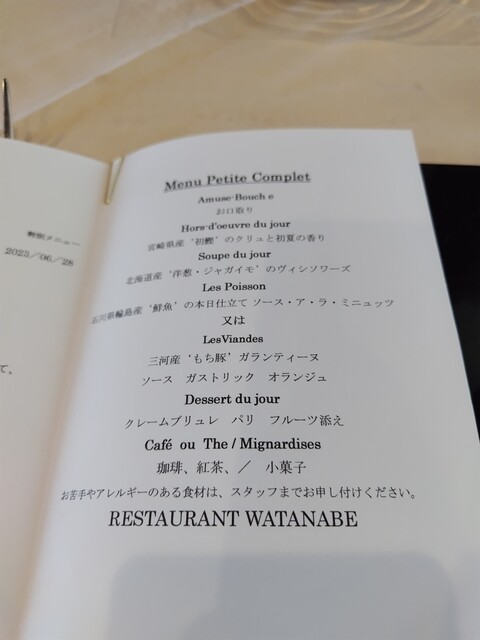 特別メニュー
2023/06/28
て、
Menu Petite Complet
Amuse-Bouche
お口取り
Hors-d'oeuvre du jour
宮崎県産 '初鰹' のクリュと初夏の香り
Soupe du jour
北海道産 '洋葱・ジャガイモ' のヴィシソワーズ
Les Poisson
石川県輪島産 '鮮魚' の本日仕立て ソース・ア・ラ・ミニュッツ
又は
LesViandes
三河産 'もち豚' ガランティーヌ
ソース ガストリック オランジュ
Dessert du jour
クレームブリュレ パリ フルーツ添え
Café ou The / Mignardises
珈琲、紅茶、／ 小菓子
お苦手やアレルギーのある食材は、スタッフまでお申し付けください。
RESTAURANT WATANABE